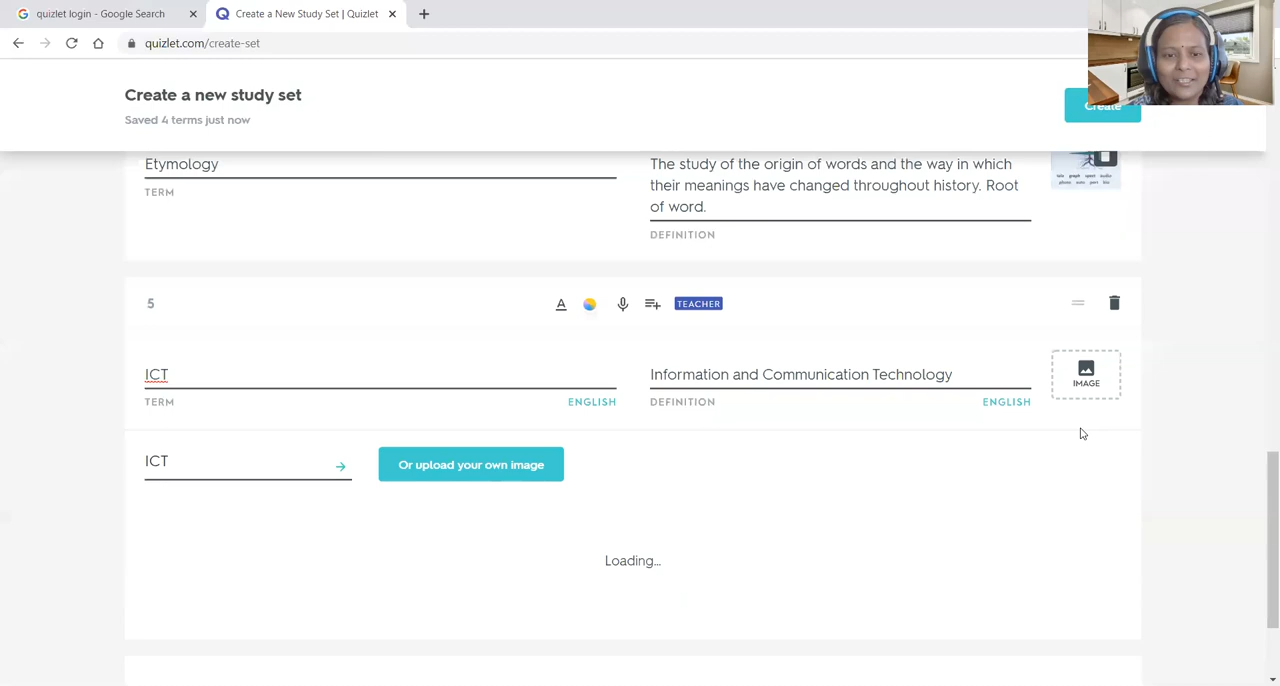 quizlet login - Google Search
Create a New Study Set | Quizlet
quizlet.com/create-set
Create a new study set
Saved 4 terms just now
Create
Etymology
TERM
The study of the origin of words and the way in which
their meanings have changed throughout history. Root
of word.
DEFINITION
5
A
TEACHER
ICT
TERM
ENGLISH
Information and Communication Technology
DEFINITION
ENGLISH
IMAGE
ICT
Or upload your own image
Loading...